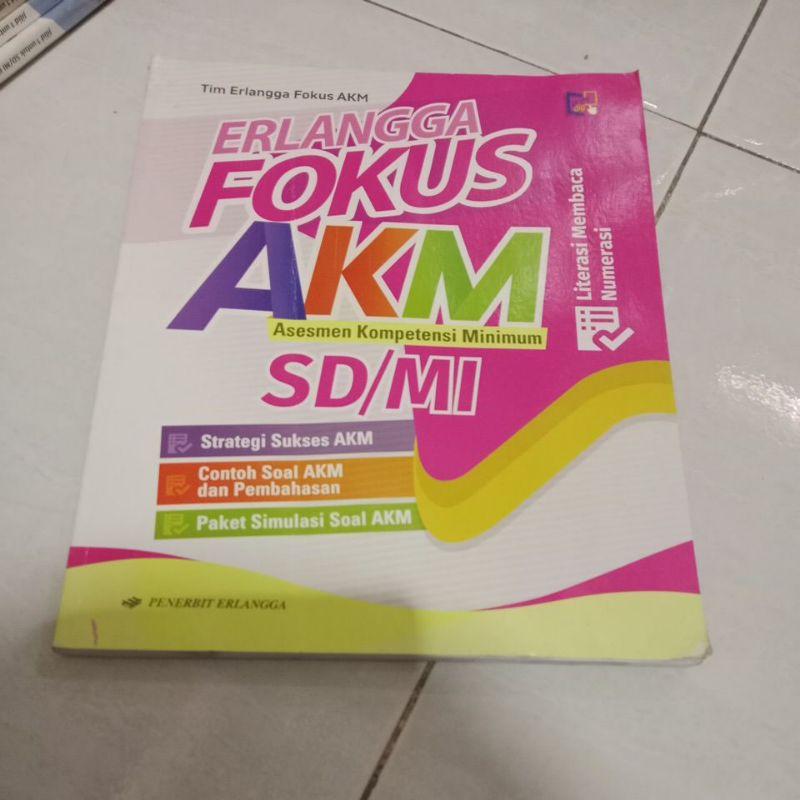 Tim Erlangga Fokus AKM
ERLANGGA
FOKUS
AKM
Asesmen Kompetensi Minimum
SD/MI
Literasi Membaca
Numerasi
Strategi Sukses AKM
Contoh Soal AKM
dan Pembahasan
Paket Simulasi Soal AKM
PENERBIT ERLANGGA